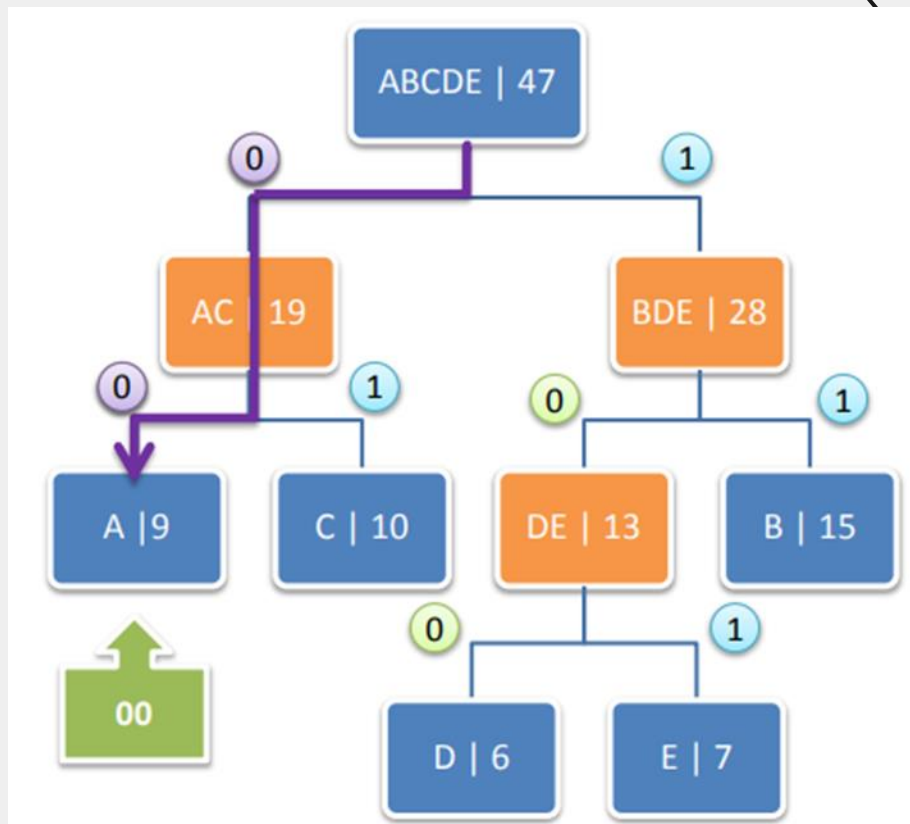 ABCDE | 47
0
1
AC | 19
BDE | 28
0
1
0
1
A |9
C | 10
DE | 13
B | 15
0
1
00
D | 6
E | 7